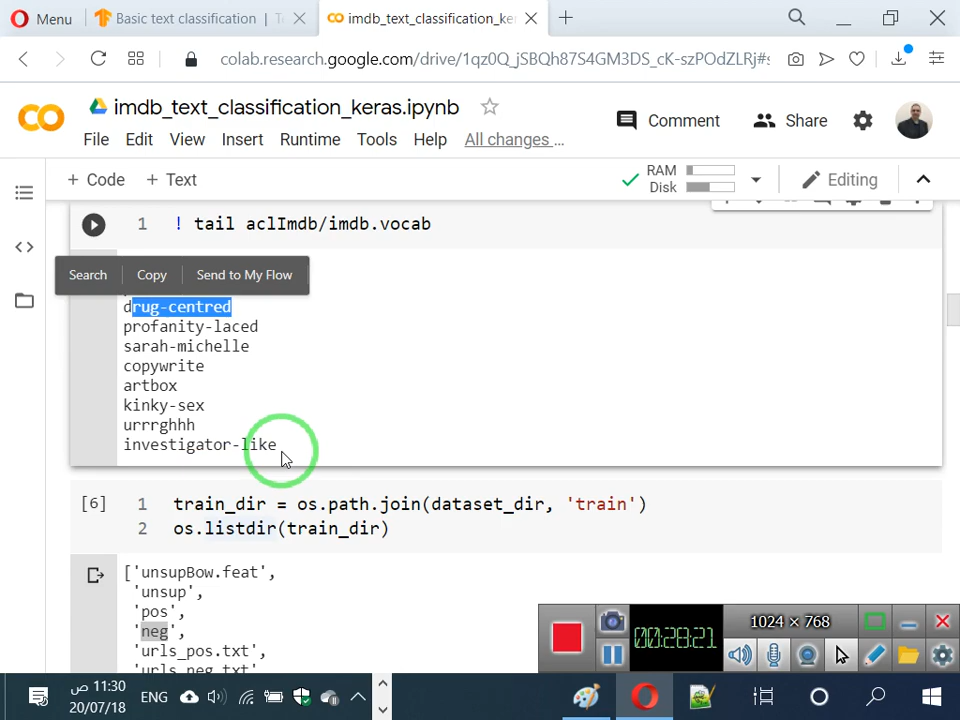 Menu
Basic text classification | T
imdb_text_classification_ke
colab.research.google.com/drive/1qz0Q_jSBQh87S4GM3DS_cK-szPOdZLRj#s
imdb_text_classification_keras.ipynb
Comment
Share
File Edit View Insert Runtime Tools Help All changes …
+ Code + Text
RAM
Disk
Editing
1 ! tail aclImdb/imdb.vocab
Search Copy Send to My Flow
drug-centred
profanity-laced
sarah-michelle
copywrite
artbox
kinky-sex
urrrghhh
investigator-like
[6] 1 train_dir = os.path.join(dataset_dir, 'train')
2 os.listdir(train_dir)
['unsupBow.feat',
'unsup',
'pos',
'neg',
'urls_pos.txt',
'urls_neg.txt',
1024 × 768
00:28:21
11:30 ص
20/07/18
ENG